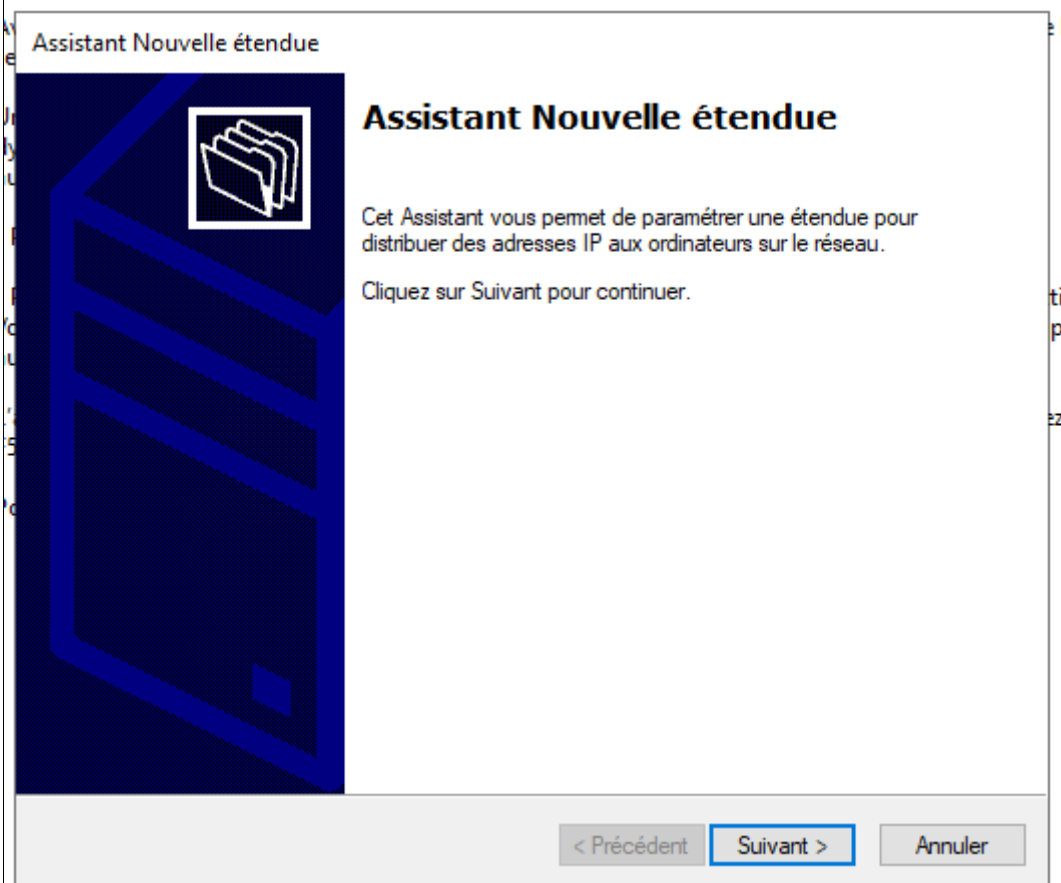 Assistant Nouvelle étendue
Assistant Nouvelle étendue
Cet Assistant vous permet de paramétrer une étendue pour
distribuer des adresses IP aux ordinateurs sur le réseau.
Cliquez sur Suivant pour continuer.
< Précédent
Suivant >
Annuler